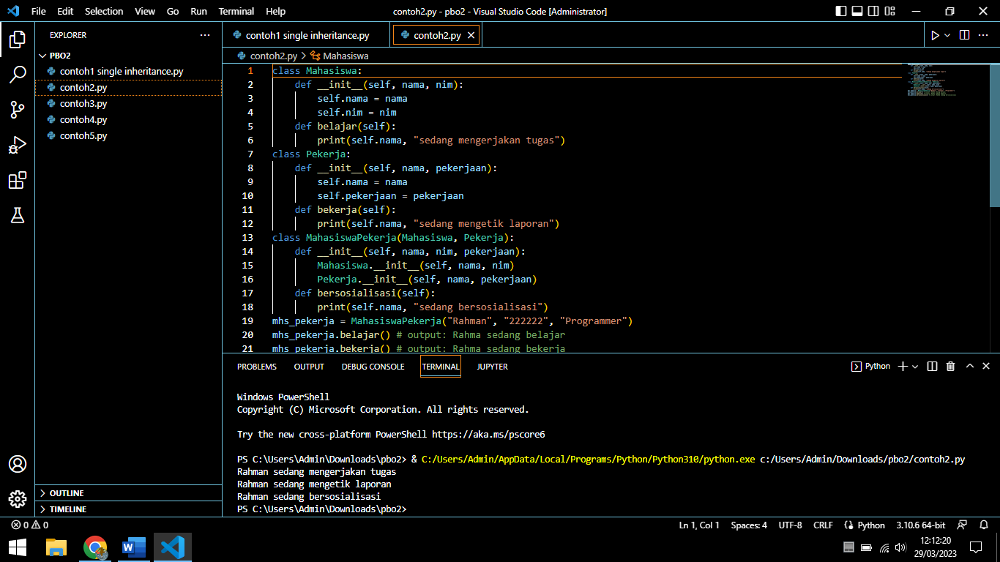 File Edit Selection View Go Run Terminal Help contoh2.py - pbo2 - Visual Studio Code [Administrator]
EXPLORER
PBO2
contoh1 single inheritance.py
contoh2.py
contoh3.py
contoh4.py
contoh5.py
OUTLINE
TIMELINE
contoh1 single inheritance.py contoh2.py
contoh2.py > Mahasiswa
1 class Mahasiswa:
2     def __init__(self, nama, nim):
3         self.nama = nama
4         self.nim = nim
5     def belajar(self):
6         print(self.nama, "sedang mengerjakan tugas")
7 class Pekerja:
8     def __init__(self, nama, pekerjaan):
9         self.nama = nama
10         self.pekerjaan = pekerjaan
11     def bekerja(self):
12         print(self.nama, "sedang mengetik laporan")
13 class MahasiswaPekerja(Mahasiswa, Pekerja):
14     def __init__(self, nama, nim, pekerjaan):
15         Mahasiswa.__init__(self, nama, nim)
16         Pekerja.__init__(self, nama, pekerjaan)
17     def bersosialisasi(self):
18         print(self.nama, "sedang bersosialisasi")
19 mhs_pekerja = MahasiswaPekerja("Rahman", "222222", "Programmer")
20 mhs_pekerja.belajar() # output: Rahma sedang belajar
21 mhs_pekerja.bekerja() # output: Rahma sedang bekerja
PROBLEMS OUTPUT DEBUG CONSOLE TERMINAL JUPYTER Python
Windows PowerShell
Copyright (C) Microsoft Corporation. All rights reserved.
Try the new cross-platform PowerShell https://aka.ms/pscore6
PS C:\Users\Admin\Downloads\pbo2> & C:/Users/Admin/AppData/Local/Programs/Python/Python310/python.exe c:/Users/Admin/Downloads/pbo2/contoh2.py
Rahman sedang mengerjakan tugas
Rahman sedang mengetik laporan
Rahman sedang bersosialisasi
PS C:\Users\Admin\Downloads\pbo2>
0 0 Ln 1, Col 1 Spaces: 4 UTF-8 CRLF Python 3.10.6 64-bit
12:12:20
29/03/2023